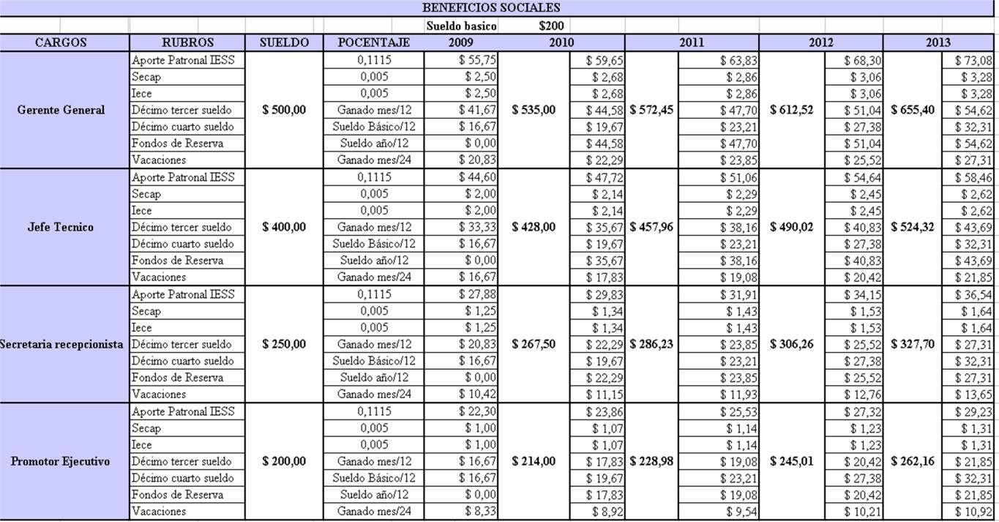 BENEFICIOS SOCIALES
Sueldo basico $200
CARGOS RUBROS SUELDO POCENTAJE 2009 2010 2011 2012 2013
Aporte Patronal IESS 0,1115 $ 55,75 $ 59,65 $ 63,83 $ 68,30 $ 73,08
Secap 0,005 $ 2,50 $ 2,68 $ 2,86 $ 3,06 $ 3,28
Iece 0,005 $ 2,50 $ 2,68 $ 2,86 $ 3,06 $ 3,28
Gerente General Décimo tercer sueldo $ 500,00 Ganado mes/12 $ 41,67 $ 535,00 $ 44,58 $ 572,45 $ 47,70 $ 612,52 $ 51,04 $ 655,40 $ 54,62
Décimo cuarto sueldo Sueldo Básico/12 $ 16,67 $ 19,67 $ 23,21 $ 27,38 $ 32,31
Fondos de Reserva Sueldo año/12 $ 0,00 $ 44,58 $ 47,70 $ 51,04 $ 54,62
Vacaciones Ganado mes/24 $ 20,83 $ 22,29 $ 23,85 $ 25,52 $ 27,31
Aporte Patronal IESS 0,1115 $ 44,60 $ 47,72 $ 51,06 $ 54,64 $ 58,46
Secap 0,005 $ 2,00 $ 2,14 $ 2,29 $ 2,45 $ 2,62
Iece 0,005 $ 2,00 $ 2,14 $ 2,29 $ 2,45 $ 2,62
Jefe Tecnico Décimo tercer sueldo $ 400,00 Ganado mes/12 $ 33,33 $ 428,00 $ 35,67 $ 457,96 $ 38,16 $ 490,02 $ 40,83 $ 524,32 $ 43,69
Décimo cuarto sueldo Sueldo Básico/12 $ 16,67 $ 19,67 $ 23,21 $ 27,38 $ 32,31
Fondos de Reserva Sueldo año/12 $ 0,00 $ 35,67 $ 38,16 $ 40,83 $ 43,69
Vacaciones Ganado mes/24 $ 16,67 $ 17,83 $ 19,08 $ 20,42 $ 21,85
Aporte Patronal IESS 0,1115 $ 27,88 $ 29,83 $ 31,91 $ 34,15 $ 36,54
Secap 0,005 $ 1,25 $ 1,34 $ 1,43 $ 1,53 $ 1,64
Iece 0,005 $ 1,25 $ 1,34 $ 1,43 $ 1,53 $ 1,64
Secretaria recepcionista Décimo tercer sueldo $ 250,00 Ganado mes/12 $ 20,83 $ 267,50 $ 22,29 $ 286,23 $ 23,85 $ 306,26 $ 25,52 $ 327,70 $ 27,31
Décimo cuarto sueldo Sueldo Básico/12 $ 16,67 $ 19,67 $ 23,21 $ 27,38 $ 32,31
Fondos de Reserva Sueldo año/12 $ 0,00 $ 22,29 $ 23,85 $ 25,52 $ 27,31
Vacaciones Ganado mes/24 $ 10,42 $ 11,15 $ 11,93 $ 12,76 $ 13,65
Aporte Patronal IESS 0,1115 $ 22,30 $ 23,86 $ 25,53 $ 27,32 $ 29,23
Secap 0,005 $ 1,00 $ 1,07 $ 1,14 $ 1,23 $ 1,31
Iece 0,005 $ 1,00 $ 1,07 $ 1,14 $ 1,23 $ 1,31
Promotor Ejecutivo Décimo tercer sueldo $ 200,00 Ganado mes/12 $ 16,67 $ 214,00 $ 17,83 $ 228,98 $ 19,08 $ 245,01 $ 20,42 $ 262,16 $ 21,85
Décimo cuarto sueldo Sueldo Básico/12 $ 16,67 $ 19,67 $ 23,21 $ 27,38 $ 32,31
Fondos de Reserva Sueldo año/12 $ 0,00 $ 17,83 $ 19,08 $ 20,42 $ 21,85
Vacaciones Ganado mes/24 $ 8,33 $ 8,92 $ 9,54 $ 10,21 $ 10,92